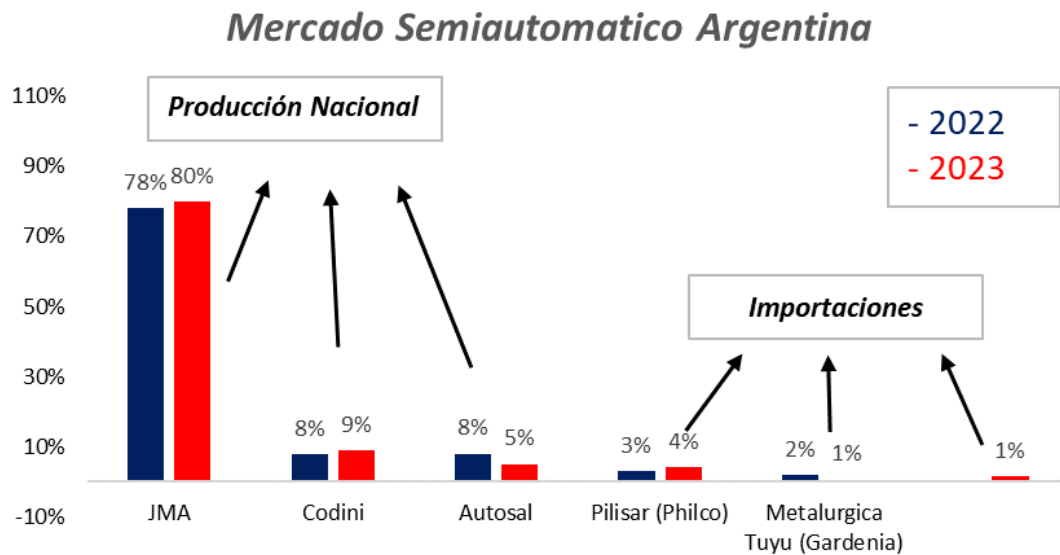 Mercado Semiautomatico Argentina
110%
Producción Nacional
- 2022
- 2023
90%
78%
80%
70%
50%
Importaciones
30%
8%
9%
8%
5%
3%
4%
2%
1%
1%
10%
-10%
JMA
Codini
Autosal
Pilisar (Philco)
Metalurgica
Tuyu (Gardenia)